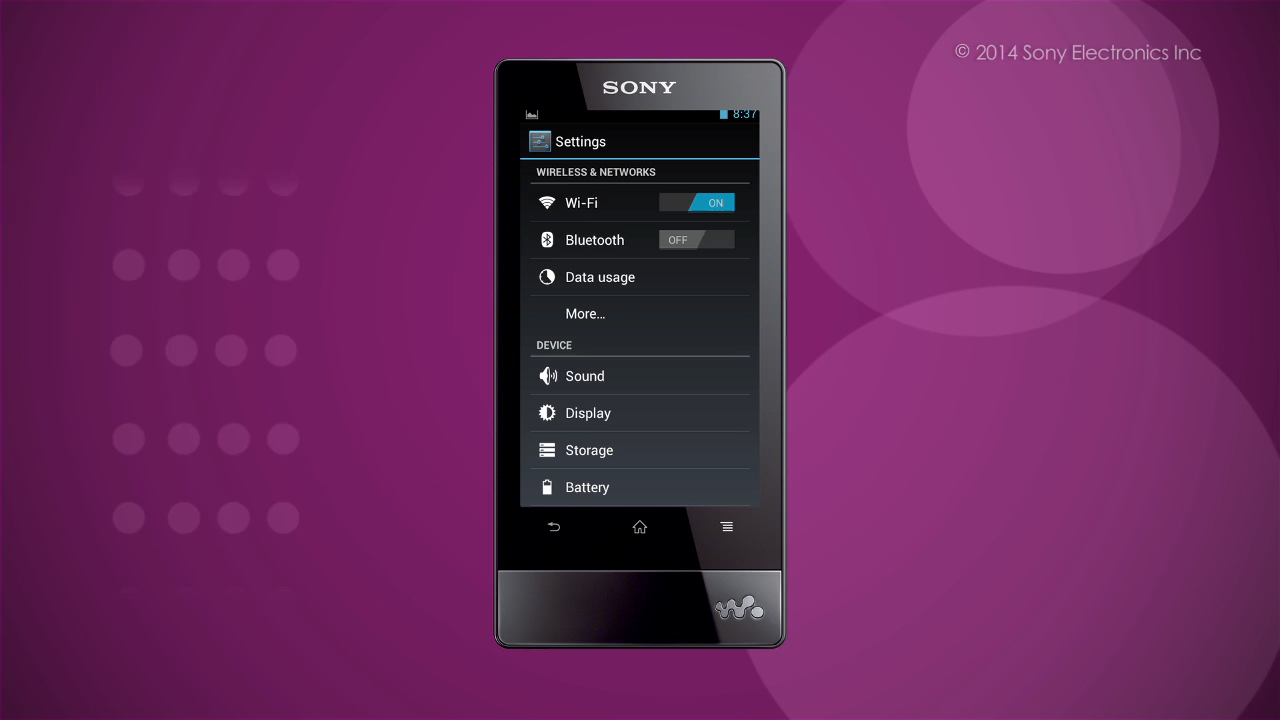 © 2014 Sony Electronics Inc
SONY
8:37
Settings
WIRELESS & NETWORKS
Wi-Fi ON
Bluetooth OFF
Data usage
More...
DEVICE
Sound
Display
Storage
Battery